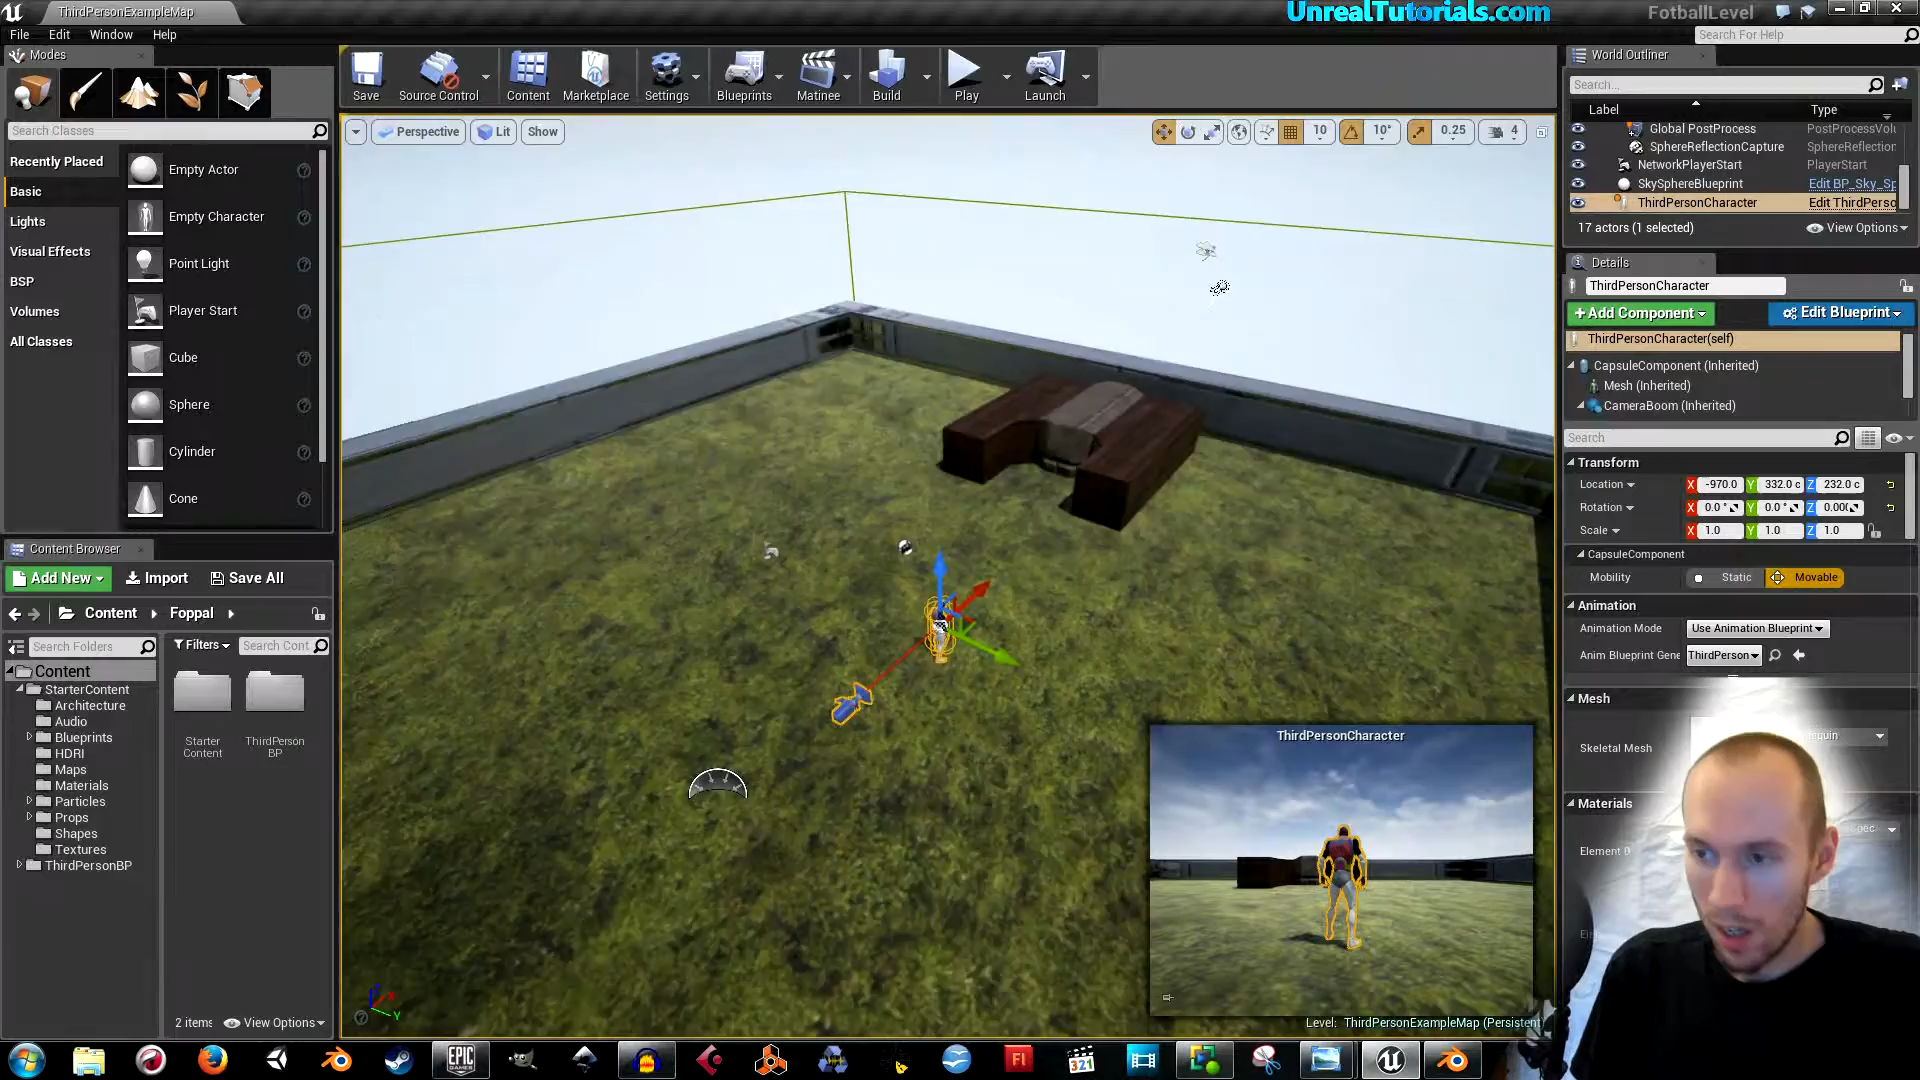 ThirdPersonExampleMap
UnrealTutorials.com
FotballLevel
File Edit Window Help
Search For Help
Modes
Search Classes
Recently Placed
Basic
Lights
Visual Effects
BSP
Volumes
All Classes
Empty Actor
Empty Character
Point Light
Player Start
Cube
Sphere
Cylinder
Cone
Save
Source Control
Content
Marketplace
Settings
Blueprints
Matinee
Build
Play
Launch
Perspective Lit Show
10 10° 0.25 4
World Outliner
Search...
Label Type
Global PostProcess PostProcessVolu
SphereReflectionCapture SphereReflection
NetworkPlayerStart PlayerStart
SkySphereBlueprint Edit BP_Sky_Sp
ThirdPersonCharacter Edit ThirdPerso
17 actors (1 selected) View Options
Details
ThirdPersonCharacter
+Add Component Edit Blueprint
ThirdPersonCharacter(self)
CapsuleComponent (Inherited)
Mesh (Inherited)
CameraBoom (Inherited)
Search
Transform
Location X -970.0 Y 332.0 c Z 232.0 c
Rotation X 0.0 ° Y 0.0 ° Z 0.00(
Scale X 1.0 Y 1.0 Z 1.0
CapsuleComponent
Mobility Static Movable
Animation
Animation Mode Use Animation Blueprint
Anim Blueprint Gene ThirdPerson
Mesh
Skeletal Mesh
Materials
Content Browser
Add New Import Save All
Content Foppal
Search Folders
Filters Search Cont
Content
StarterContent
Architecture
Audio
Blueprints
HDRI
Maps
Materials
Particles
Props
Shapes
Textures
ThirdPersonBP
Starter
Content
ThirdPerson
BP
2 items View Options
ThirdPersonCharacter
Level: ThirdPersonExampleMap (Persistent)
X
Y
EPIC
GAMES
Fl
321